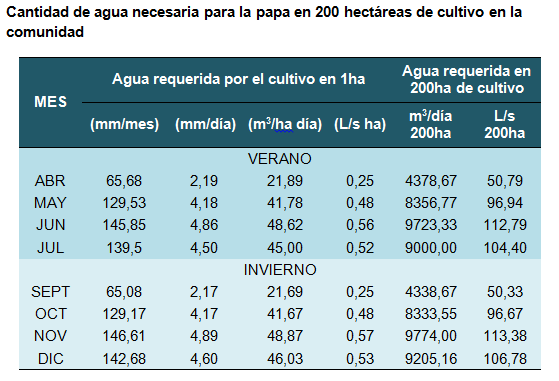 Cantidad de agua necesaria para la papa en 200 hectáreas de cultivo en la
comunidad
MES Agua requerida por el cultivo en 1ha Agua requerida en 200ha de cultivo
(mm/mes) (mm/día) (m³/ha día) (L/s ha) m³/día 200ha L/s 200ha
VERANO
ABR 65,68 2,19 21,89 0,25 4378,67 50,79
MAY 129,53 4,18 41,78 0,48 8356,77 96,94
JUN 145,85 4,86 48,62 0,56 9723,33 112,79
JUL 139,5 4,50 45,00 0,52 9000,00 104,40
INVIERNO
SEPT 65,08 2,17 21,69 0,25 4338,67 50,33
OCT 129,17 4,17 41,67 0,48 8333,55 96,67
NOV 146,61 4,89 48,87 0,57 9774,00 113,38
DIC 142,68 4,60 46,03 0,53 9205,16 106,78